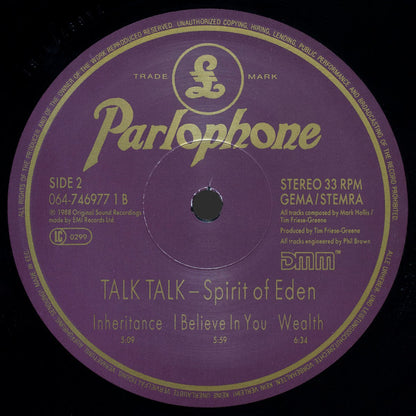 ALL RIGHTS OF THE PRODUCER AND OF THE OWNER OF THE WORK REPRODUCED RESERVED. UNAUTHORIZED COPYING, HIRING, LENDING, PUBLIC PERFORMANCE AND BROADCASTING OF THE RECORD PROHIBITED.
£
TRADE MARK
Parlophone
SIDE 2
064-746977 1 B
℗ 1988 Original Sound Recordings
made by EMI Records Ltd
LC 0299
STEREO 33 RPM
GEMA/STEMRA
All tracks composed by Mark Hollis /
Tim Friese-Greene
Produced by Tim Friese-Greene
All tracks engineered by Phil Brown
DMM
TALK TALK – Spirit of Eden
Inheritance I Believe In You Wealth
5:09 5:59 6:34